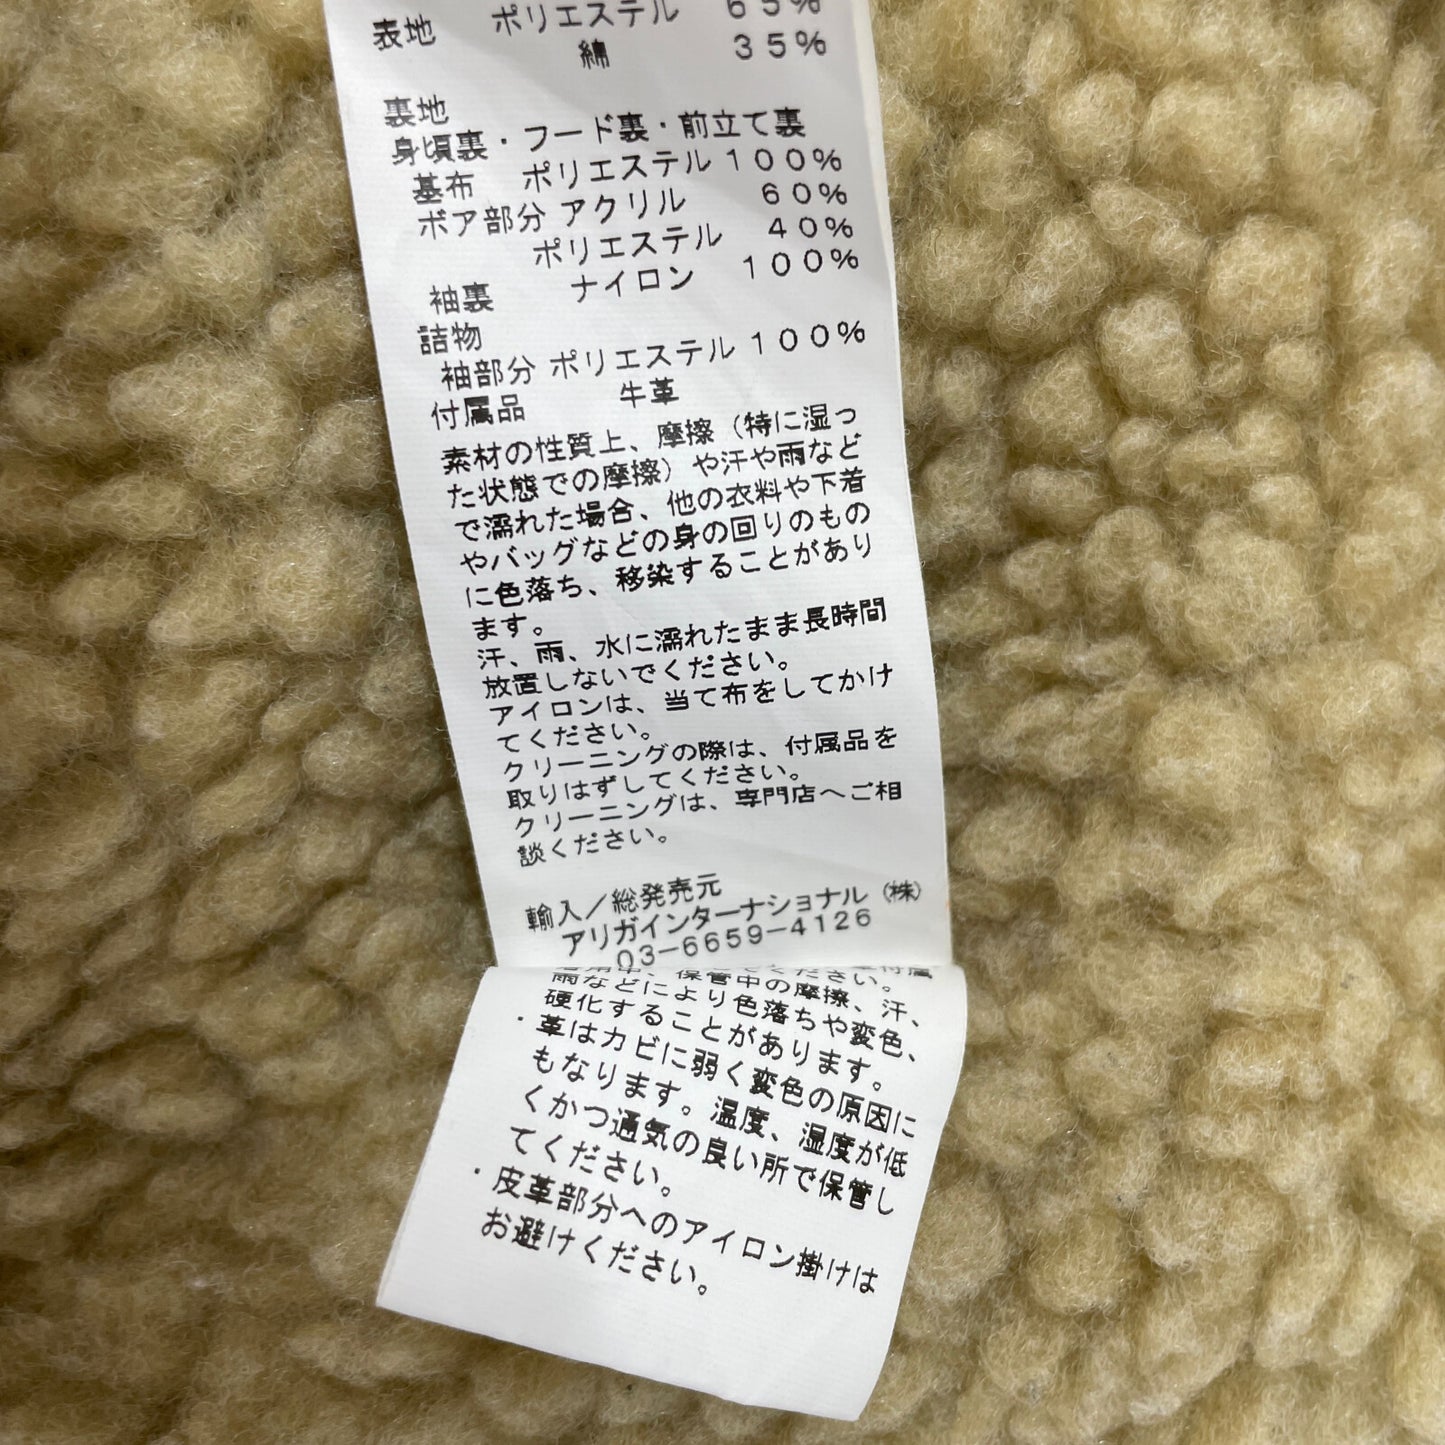 表地 ポリエステル 65%
綿 35%
裏地
身頃裏・フード裏・前立て裏
基布 ポリエステル 100%
ボア部分 アクリル 60%
ポリエステル 40%
袖裏 ナイロン 100%
詰物
袖部分 ポリエステル 100%
付属品 牛革
素材の性質上、摩擦（特に湿っ
た状態での摩擦）や汗や雨など
で濡れた場合、他の衣料や下着
やバッグなどの身の回りのもの
に色落ち、移染することがあり
ます。
汗、雨、水に濡れたまま長時間
放置しないでください。
アイロンは、当て布をしてかけ
てください。
クリーニングの際は、付属品を
取りはずしてください。
クリーニングは、専門店へご相
談ください。
輸入／総発売元
アリガインターナショナル（株）
03-6659-4126
保管中の摩擦、汗、
雨などにより色落ちや変色、
硬化することがあります。
・革はカビに弱く変色の原因に
もなります。温度、湿度が低
くかつ通気の良い所で保管し
てください。
・皮革部分へのアイロン掛けは
お避けください。